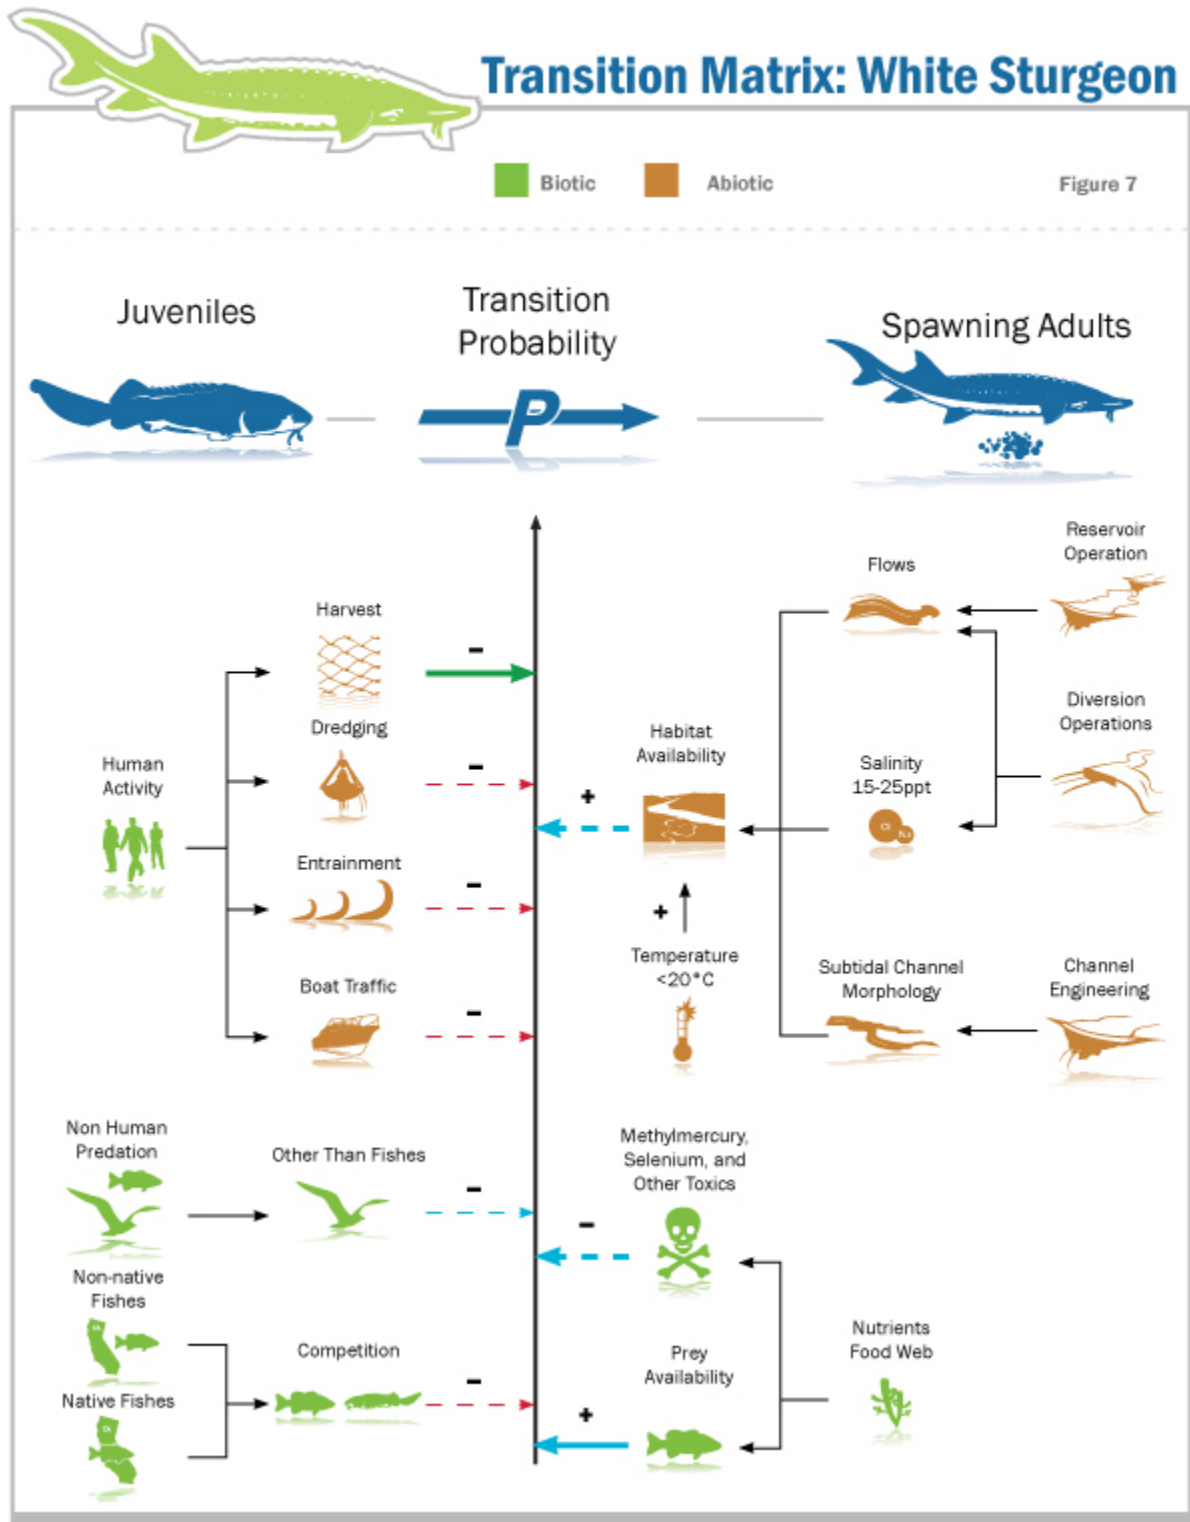 Transition Matrix: White Sturgeon
Biotic
Abiotic
Figure 7
Juveniles
Transition
Probability
P
Spawning Adults
Reservoir
Operation
Flows
Harvest
-
Dredging
-
Diversion
Operations
Habitat
Availability
Human
Activity
Salinity
15-25ppt
Cl
Na
+
Entrainment
-
+
Temperature
<20°C
Subtidal Channel
Morphology
Channel
Engineering
Boat Traffic
-
Non Human
Predation
Other Than Fishes
-
Methylmercury,
Selenium, and
Other Toxics
-
Non-native
Fishes
Nutrients
Food Web
Competition
-
Prey
Availability
Native Fishes
+